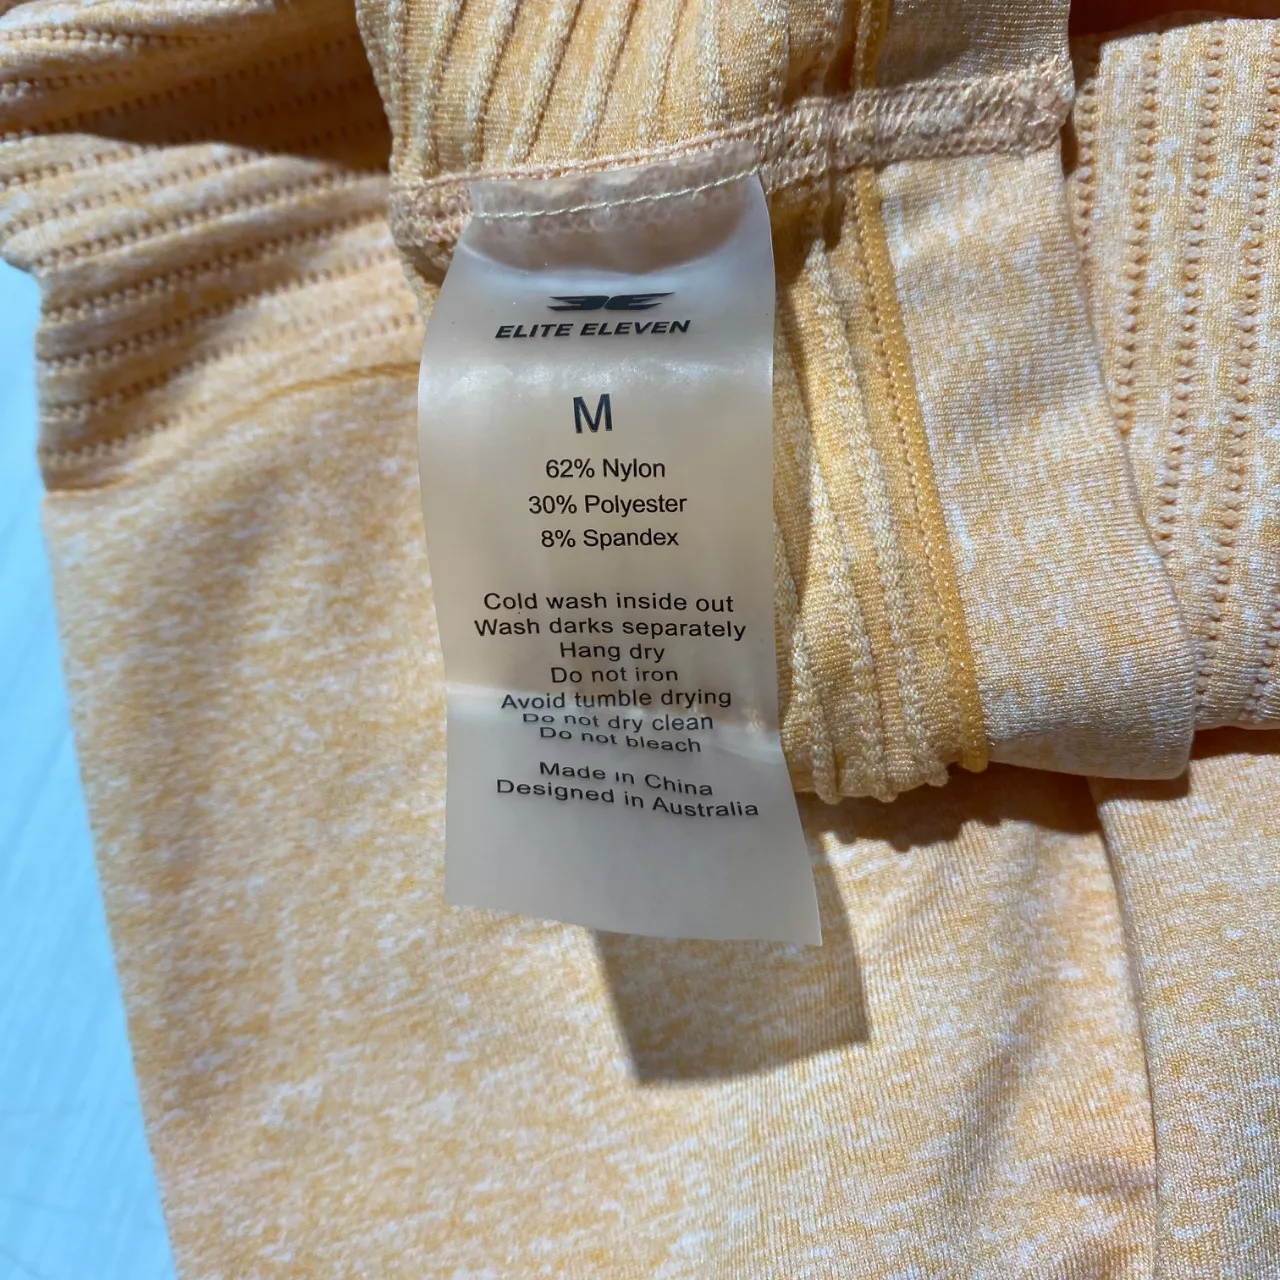 ELITE ELEVEN
M
62% Nylon
30% Polyester
8% Spandex
Cold wash inside out
Wash darks separately
Hang dry
Do not iron
Avoid tumble drying
Do not dry clean
Do not bleach
Made in China
Designed in Australia